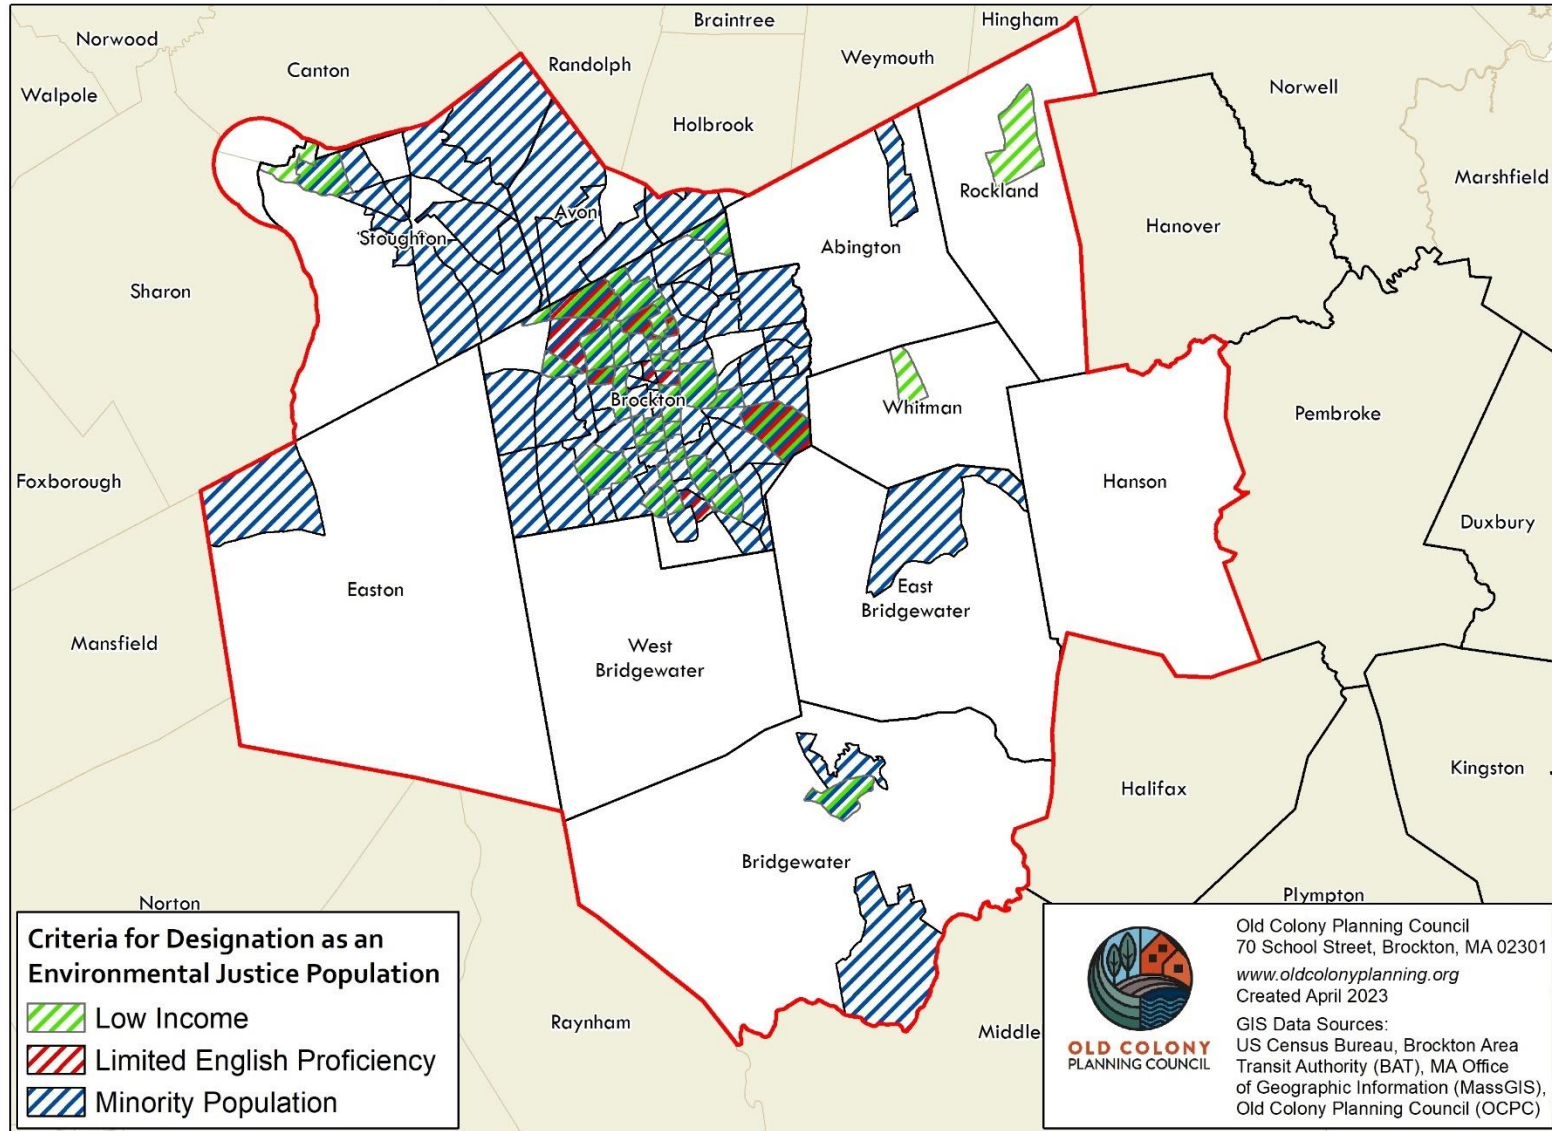 Braintree
Hingham
Norwood
Weymouth
Canton
Randolph
Norwell
Walpole
Holbrook
Marshfield
Rockland
Avon
Hanover
Stoughton
Abington
Sharon
Brockton
Whitman
Pembroke
Foxborough
Hanson
Duxbury
Easton
East
Bridgewater
Mansfield
West
Bridgewater
Kingston
Halifax
Bridgewater
Plympton
Norton
Raynham
Middle
Criteria for Designation as an
Environmental Justice Population
Low Income
Limited English Proficiency
Minority Population
OLD COLONY
PLANNING COUNCIL
Old Colony Planning Council
70 School Street, Brockton, MA 02301
www.oldcolonyplanning.org
Created April 2023
GIS Data Sources:
US Census Bureau, Brockton Area
Transit Authority (BAT), MA Office
of Geographic Information (MassGIS),
Old Colony Planning Council (OCPC)